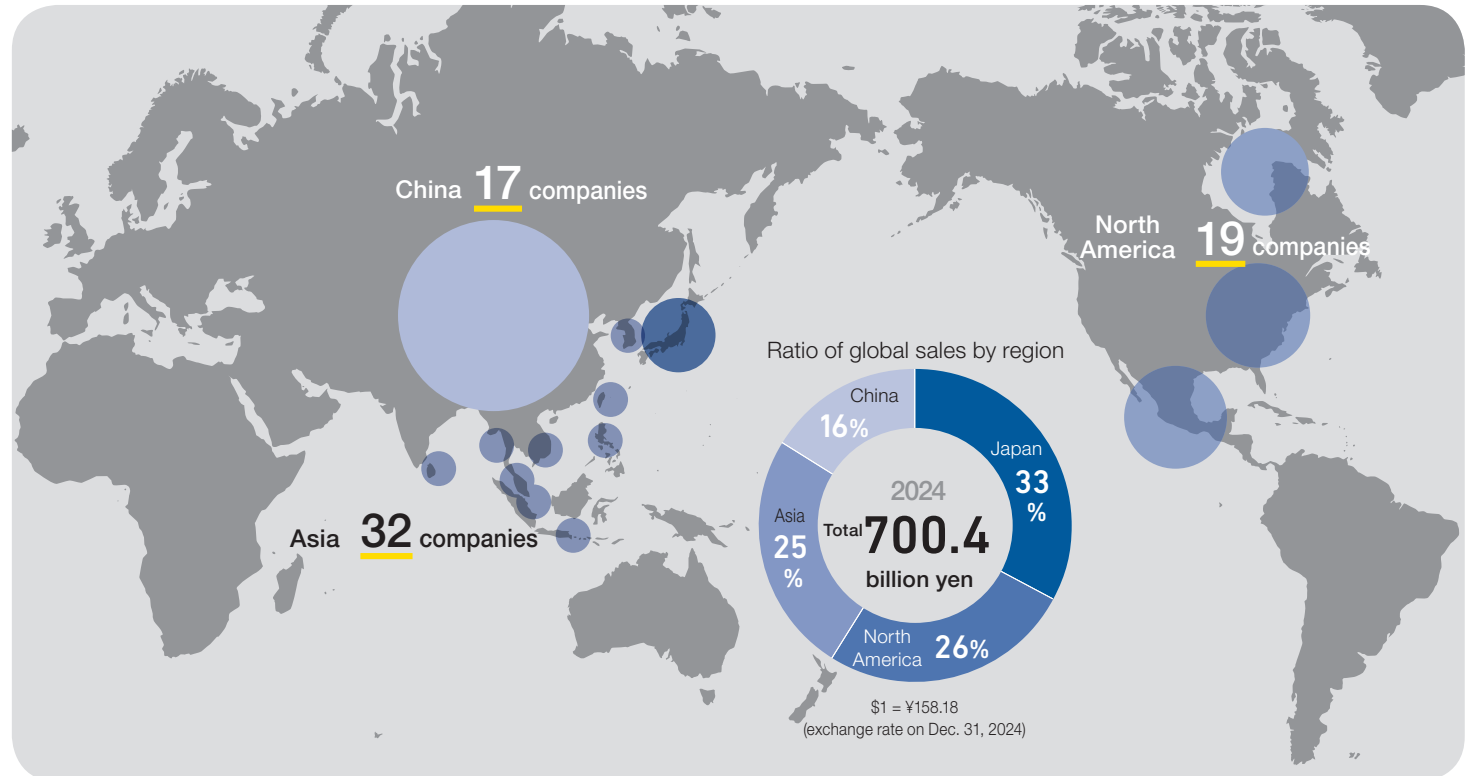 China 17 companies
North
America 19 companies
Asia 32 companies
Ratio of global sales by region
China
16%
Japan
33
%
Asia
25
%
North
America 26%
2024
Total 700.4
billion yen
$1 = ¥158.18
(exchange rate on Dec. 31, 2024)